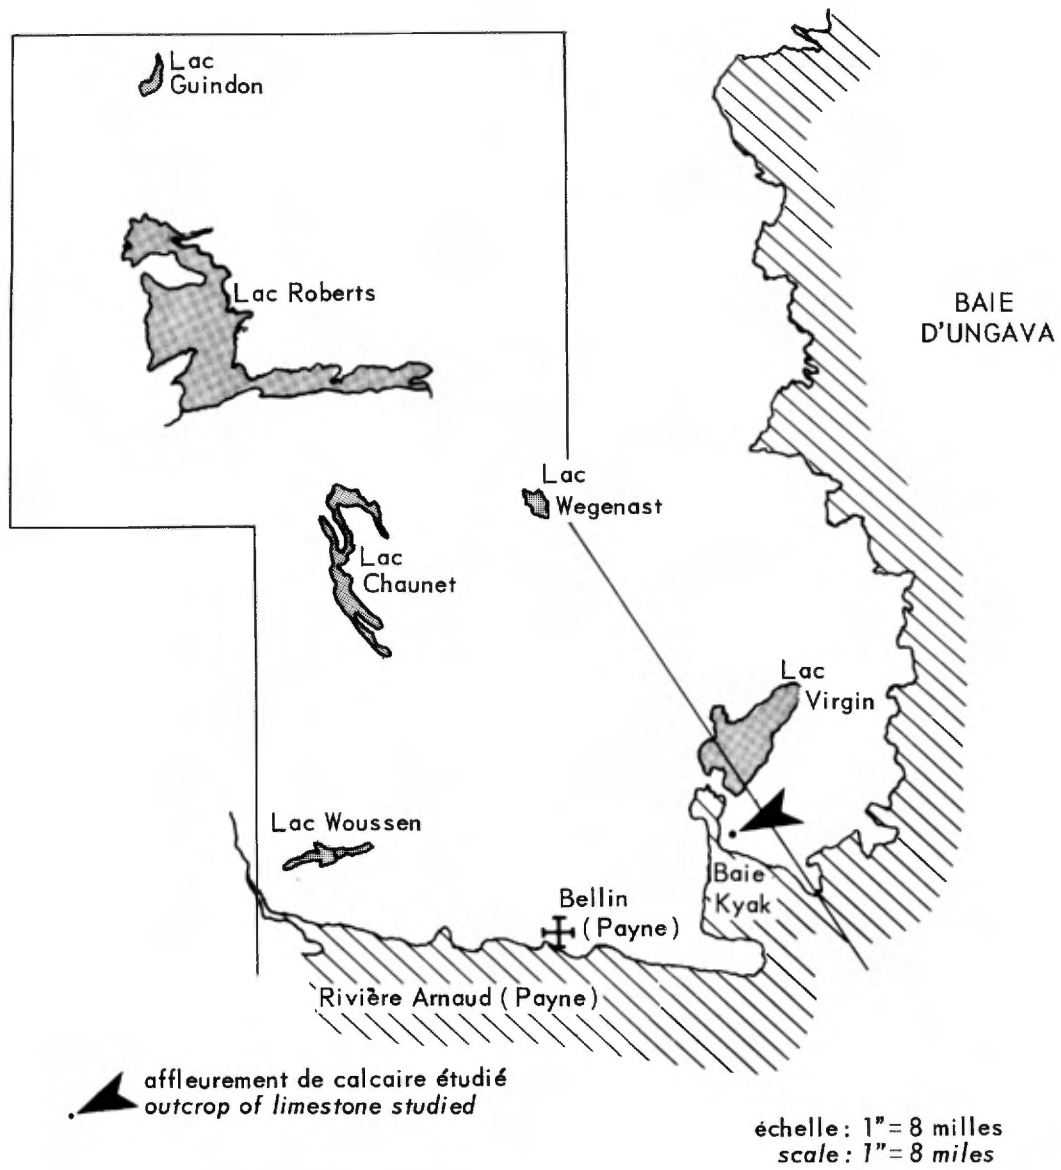 Lac
Guindon
Lac Roberts
BAIE
D'UNGAVA
Lac
Wegenast
Lac
Chaunet
Lac
Virgin
Lac Woussen
Baie
Kyak
Bellin
(Payne)
Rivière Arnaud (Payne)
affleurement de calcaire étudié
outcrop of limestone studied
échelle: 1"= 8 milles
scale: 1"= 8 miles